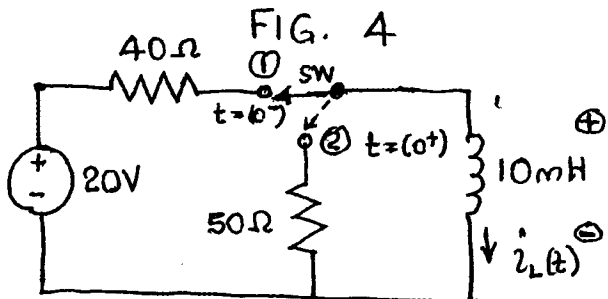 FIG. 4
40Ω
① SW
t=(0⁻)
② t=(0⁺)
+
-
20V
50Ω
10mH
⊕
⊖
i_L(t)